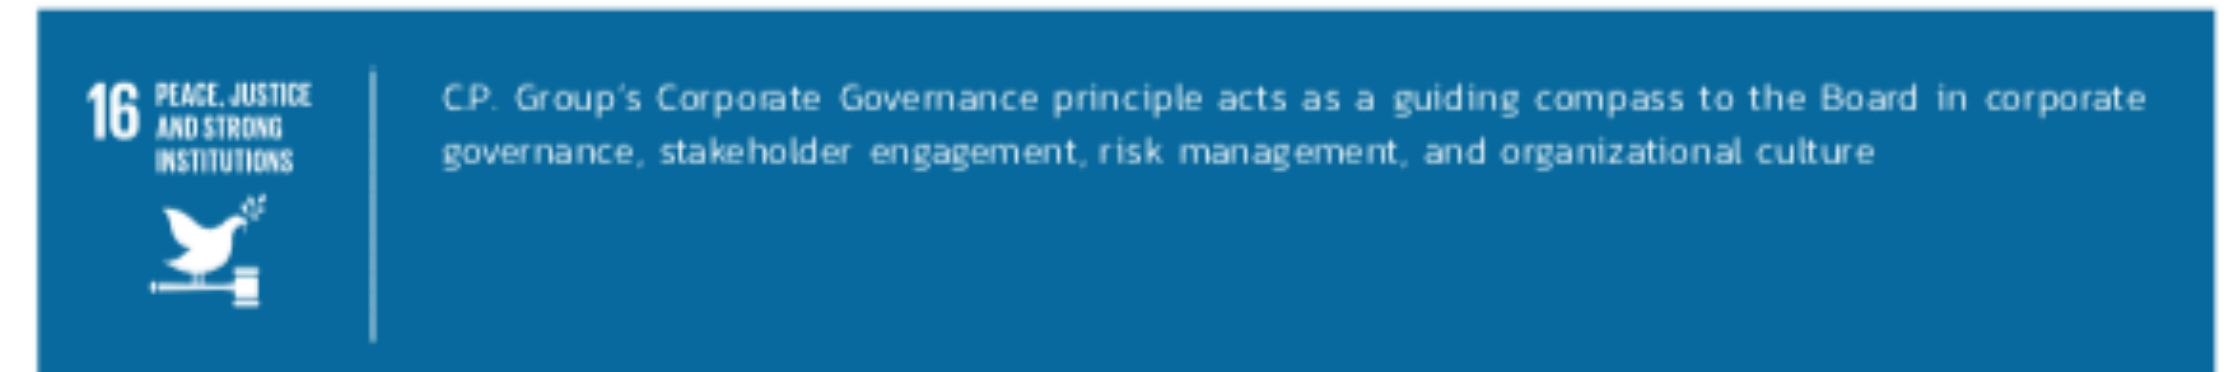 16 PEACE, JUSTICE
AND STRONG
INSTITUTIONS
C.P. Group's Corporate Governance principle acts as a guiding compass to the Board in corporate
governance, stakeholder engagement, risk management, and organizational culture